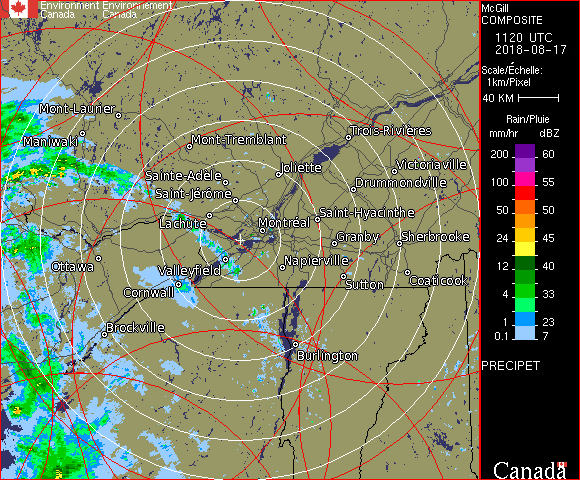 Environment Environnement
Canada Canada
McGill
COMPOSITE
1120 UTC
2018-08-17
Scale/Échelle:
1km/Pixel
40 KM
Rain/Pluie
mm/hr dBZ
200 60
100 55
50 50
24 45
12 40
4 33
1 23
0.1 7
PRECIPET
Canada
Mont-Laurier
Maniwaki
Mont-Tremblant
Trois-Rivières
Sainte-Adèle
Joliette
Victoriaville
Saint-Jérôme
Drummondville
Lachute
Montréal
Saint-Hyacinthe
Granby
Sherbrooke
Ottawa
Valleyfield
Napierville
Cornwall
Sutton
Coaticook
Brockville
Burlington